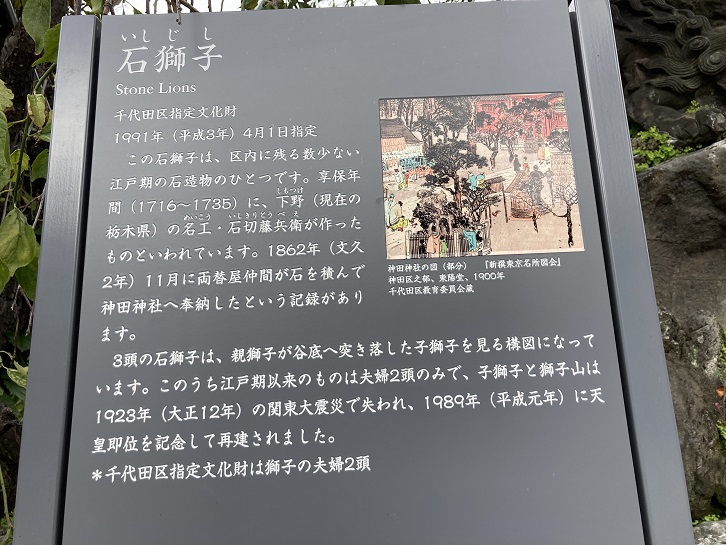 いしじし
石獅子
Stone Lions
千代田区指定文化財
1991年（平成3年）4月1日指定
　この石獅子は、区内に残る数少ない
江戸期の石造物のひとつです。享保年
しもつけ
間（1716～1735）に、下野（現在の
めいこう　いしきりとうべえ
栃木県）の名工・石切藤兵衛が作った
ものといわれています。1862年（文久
2年）11月に両替屋仲間が石を積んで
神田神社へ奉納したという記録があり
ます。
神田神社の図（部分）　『新撰東京名所図会』
神田区之部、東陽堂、1900年
千代田区教育委員会蔵
　3頭の石獅子は、親獅子が谷底へ突き落した子獅子を見る構図になって
います。このうち江戸期以来のものは夫婦2頭のみで、子獅子と獅子山は
1923年（大正12年）の関東大震災で失われ、1989年（平成元年）に天
皇即位を記念して再建されました。
＊千代田区指定文化財は獅子の夫婦2頭